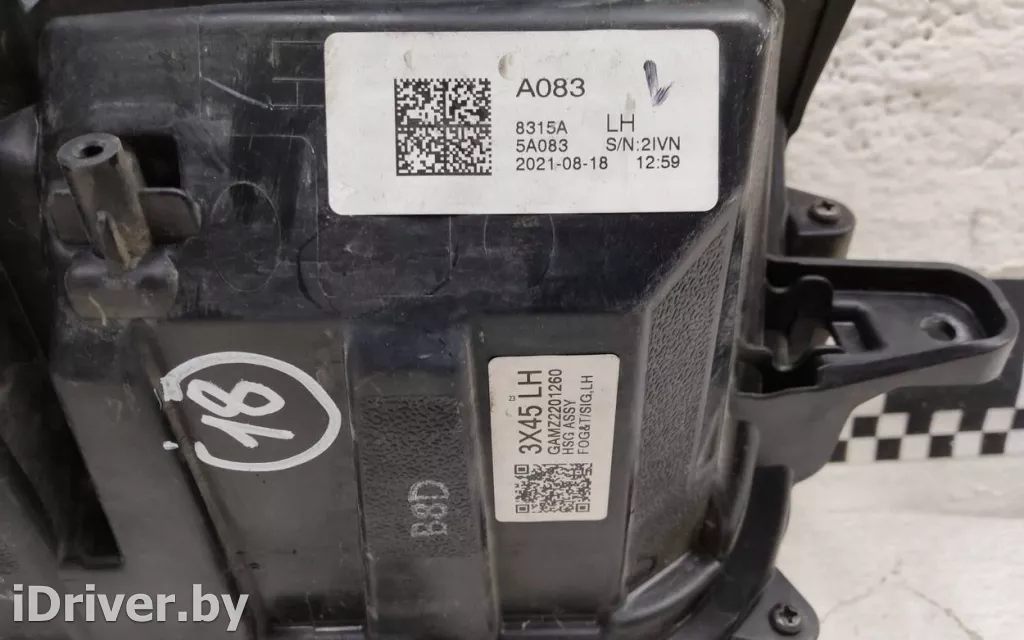 A083
8315A LH
5A083 S/N:2IVN
2021-08-18 12:59
18
3X45 LH
GAMZ2201260
HSG ASSY
FOG&T/SIG,LH
B8D
iDriver.by